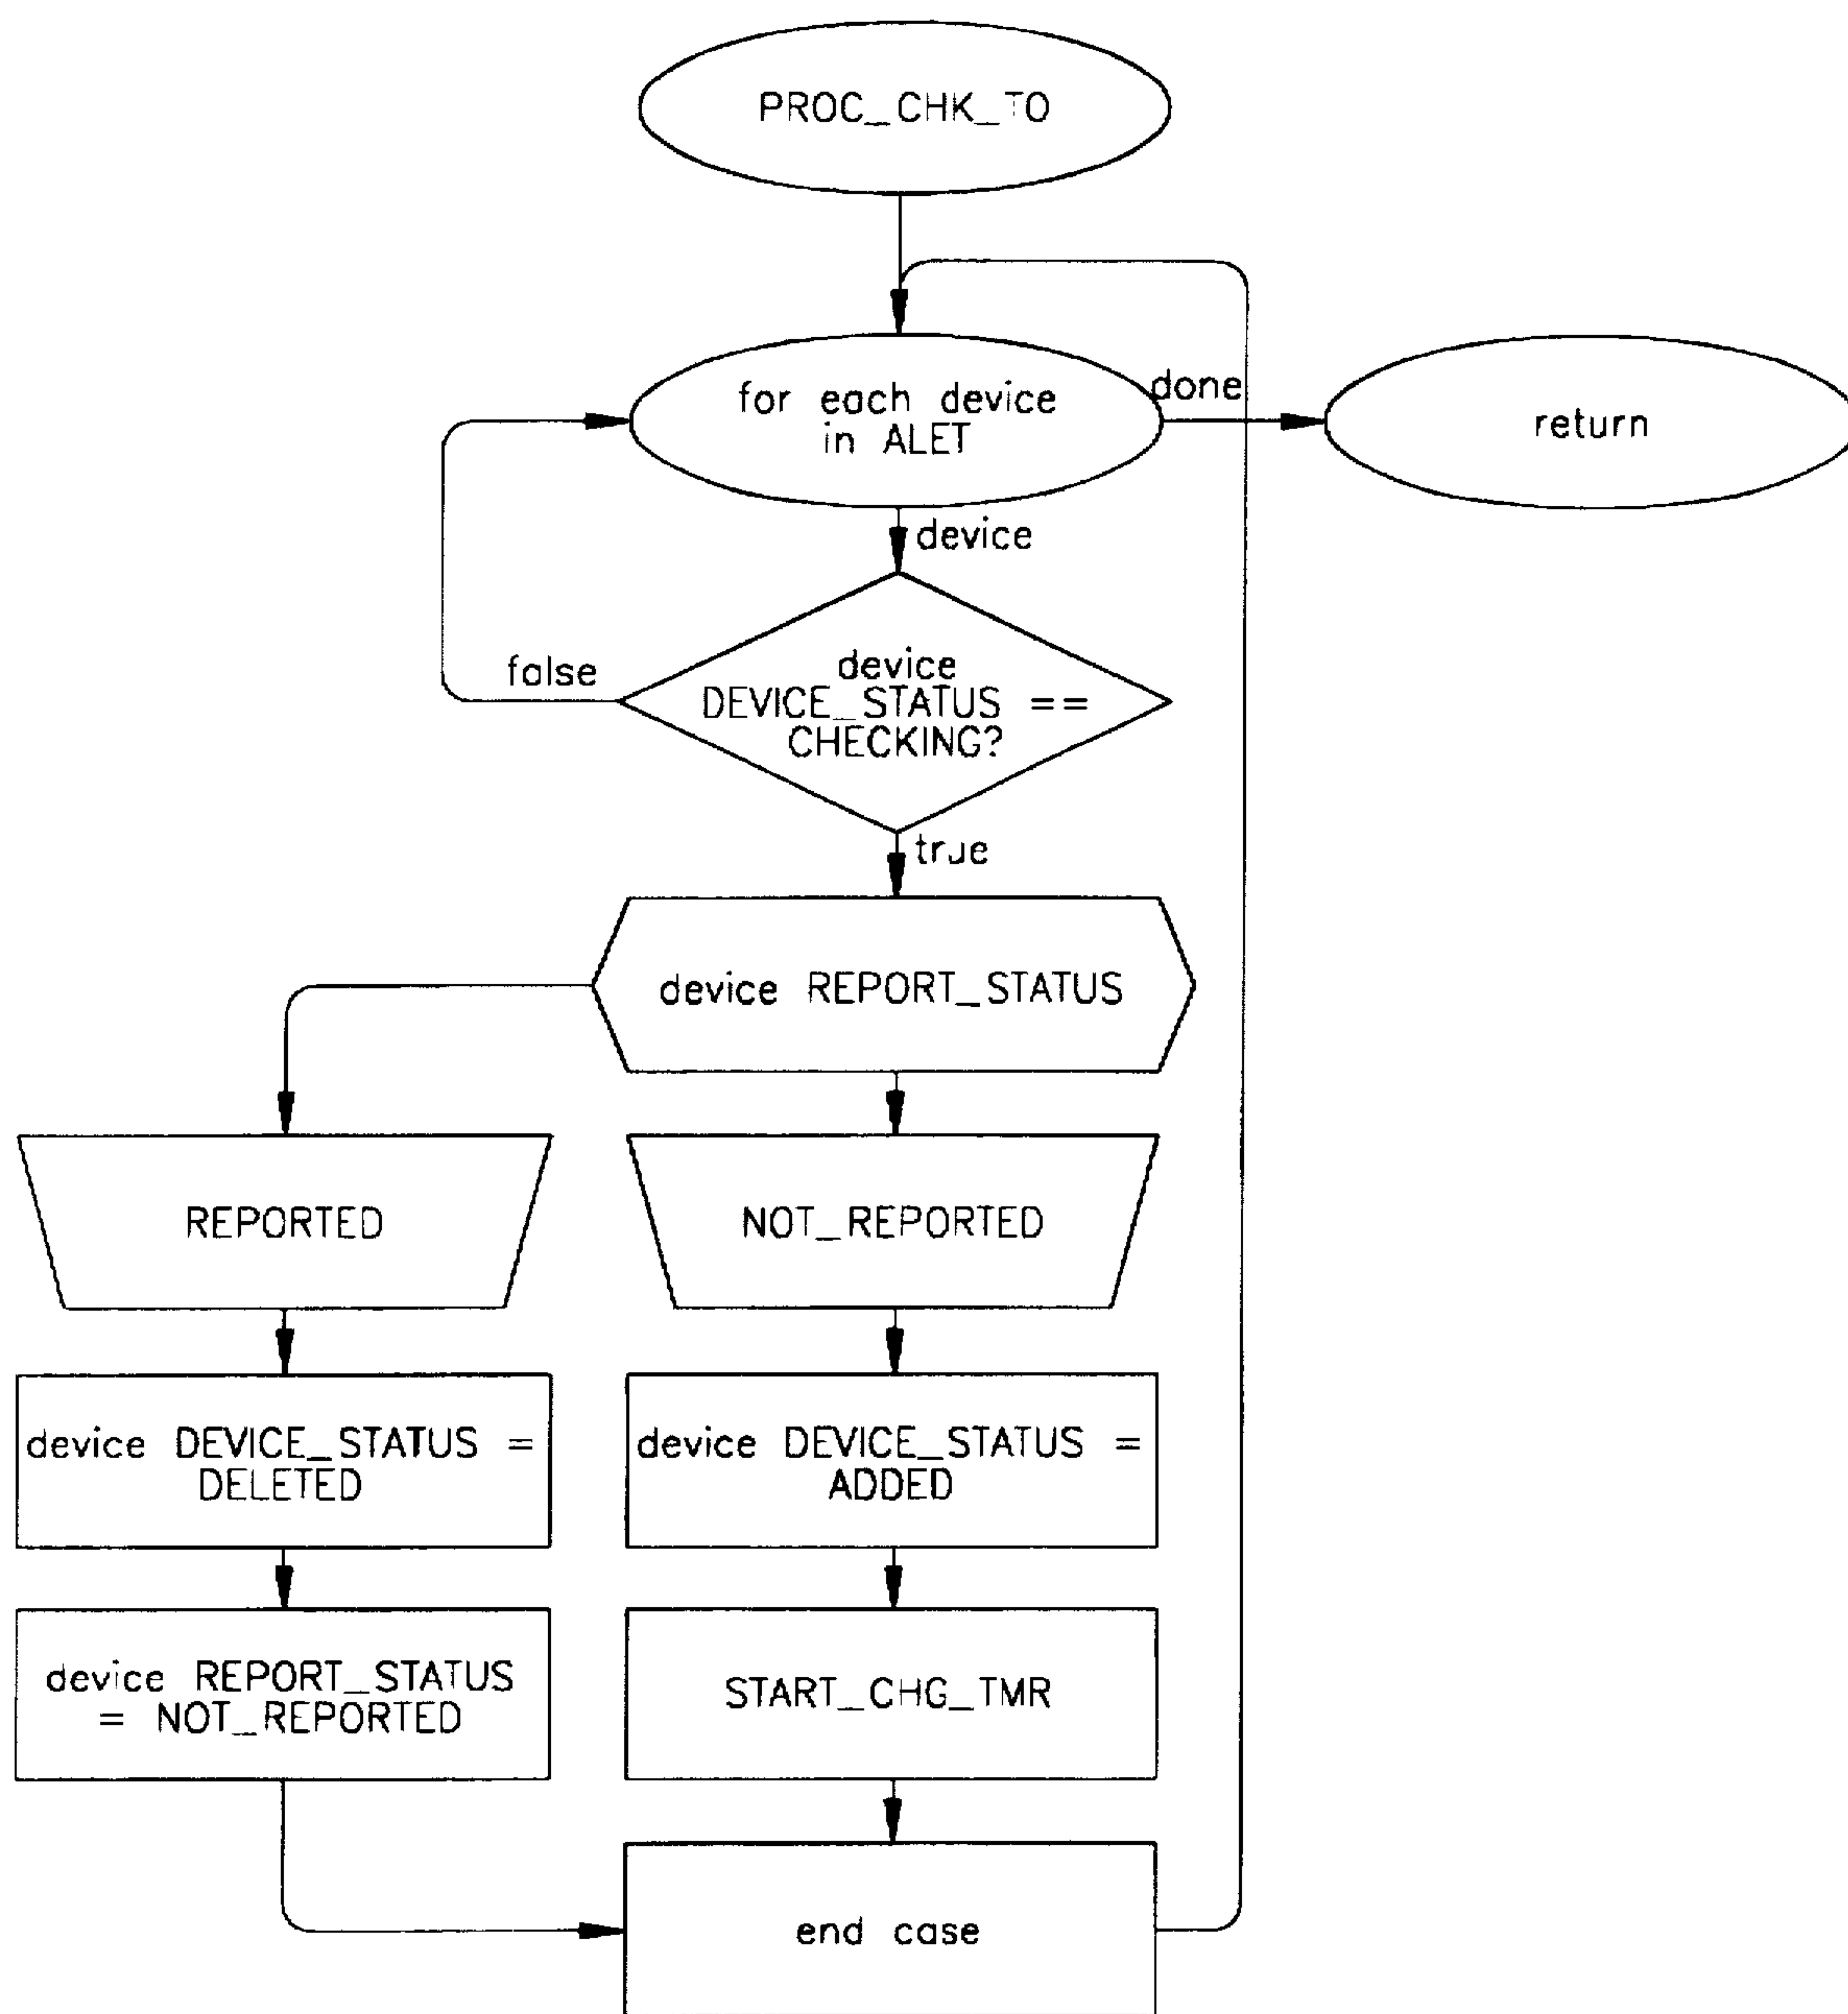 PROC_CHK_TO
for each device
in ALET
done
return
device
false
device
DEVICE_STATUS ==
CHECKING?
true
device REPORT_STATUS
REPORTED
NOT_REPORTED
device DEVICE_STATUS =
DELETED
device DEVICE_STATUS =
ADDED
device REPORT_STATUS
= NOT_REPORTED
START_CHG_TMR
end case